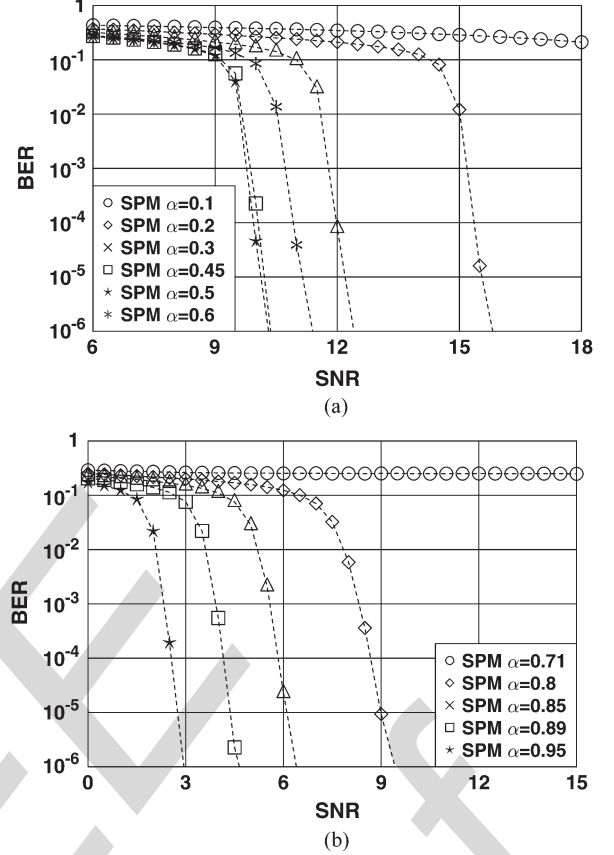 1
10-1
10-2
10-3
10-4
10-5
10-6
BER
SPM α=0.1
SPM α=0.2
SPM α=0.3
SPM α=0.45
SPM α=0.5
SPM α=0.6
6 9 12 15 18
SNR
(a)
1
10-1
10-2
10-3
10-4
10-5
10-6
BER
SPM α=0.71
SPM α=0.8
SPM α=0.85
SPM α=0.89
SPM α=0.95
0 3 6 9 12 15
SNR
(b)